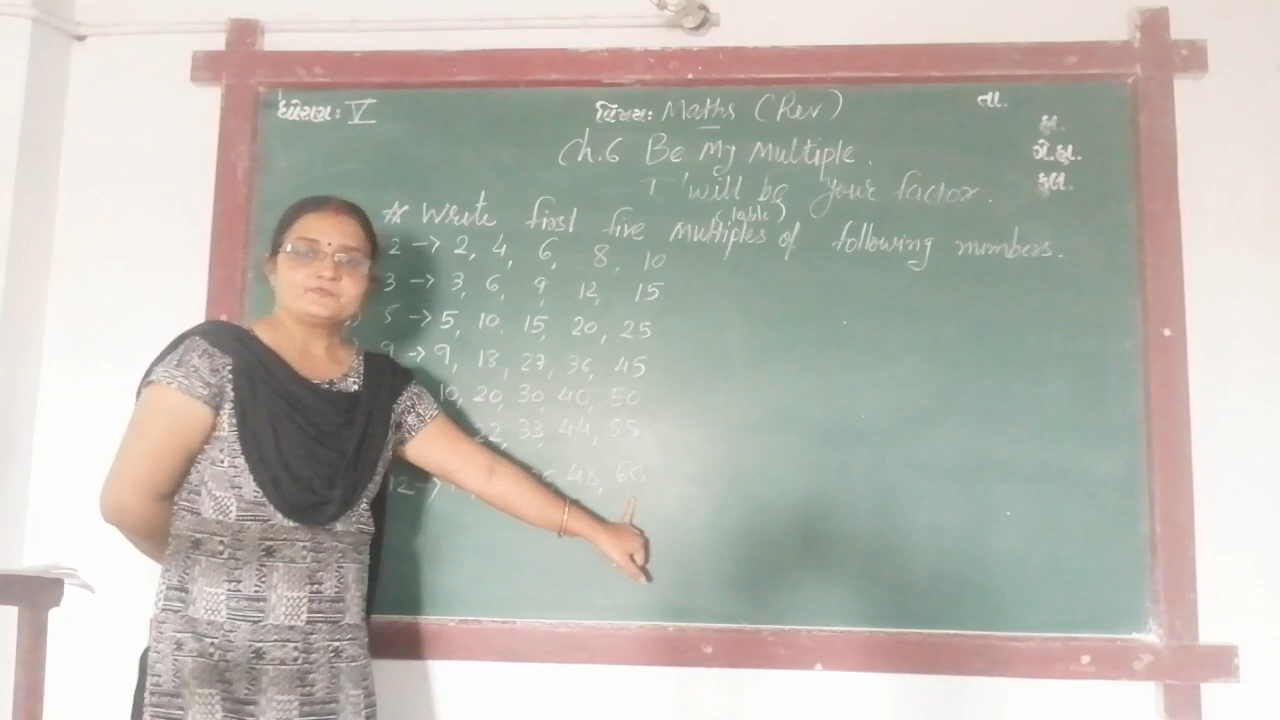 ધોરણ: V વિષય: Maths (Rev) તા.
હા.
Ch.6 Be My Multiple. ગે.હા.
I 'will be Your factor. કુલ.
☆ Write first five Multiples of following numbers.
(table)
2 → 2, 4, 6, 8, 10
3 → 3, 6, 9, 12, 15
5 → 5, 10, 15, 20, 25
9 → 9, 18, 27, 36, 45
10, 20, 30, 40, 50
22, 33, 44, 55
12 → 48, 60